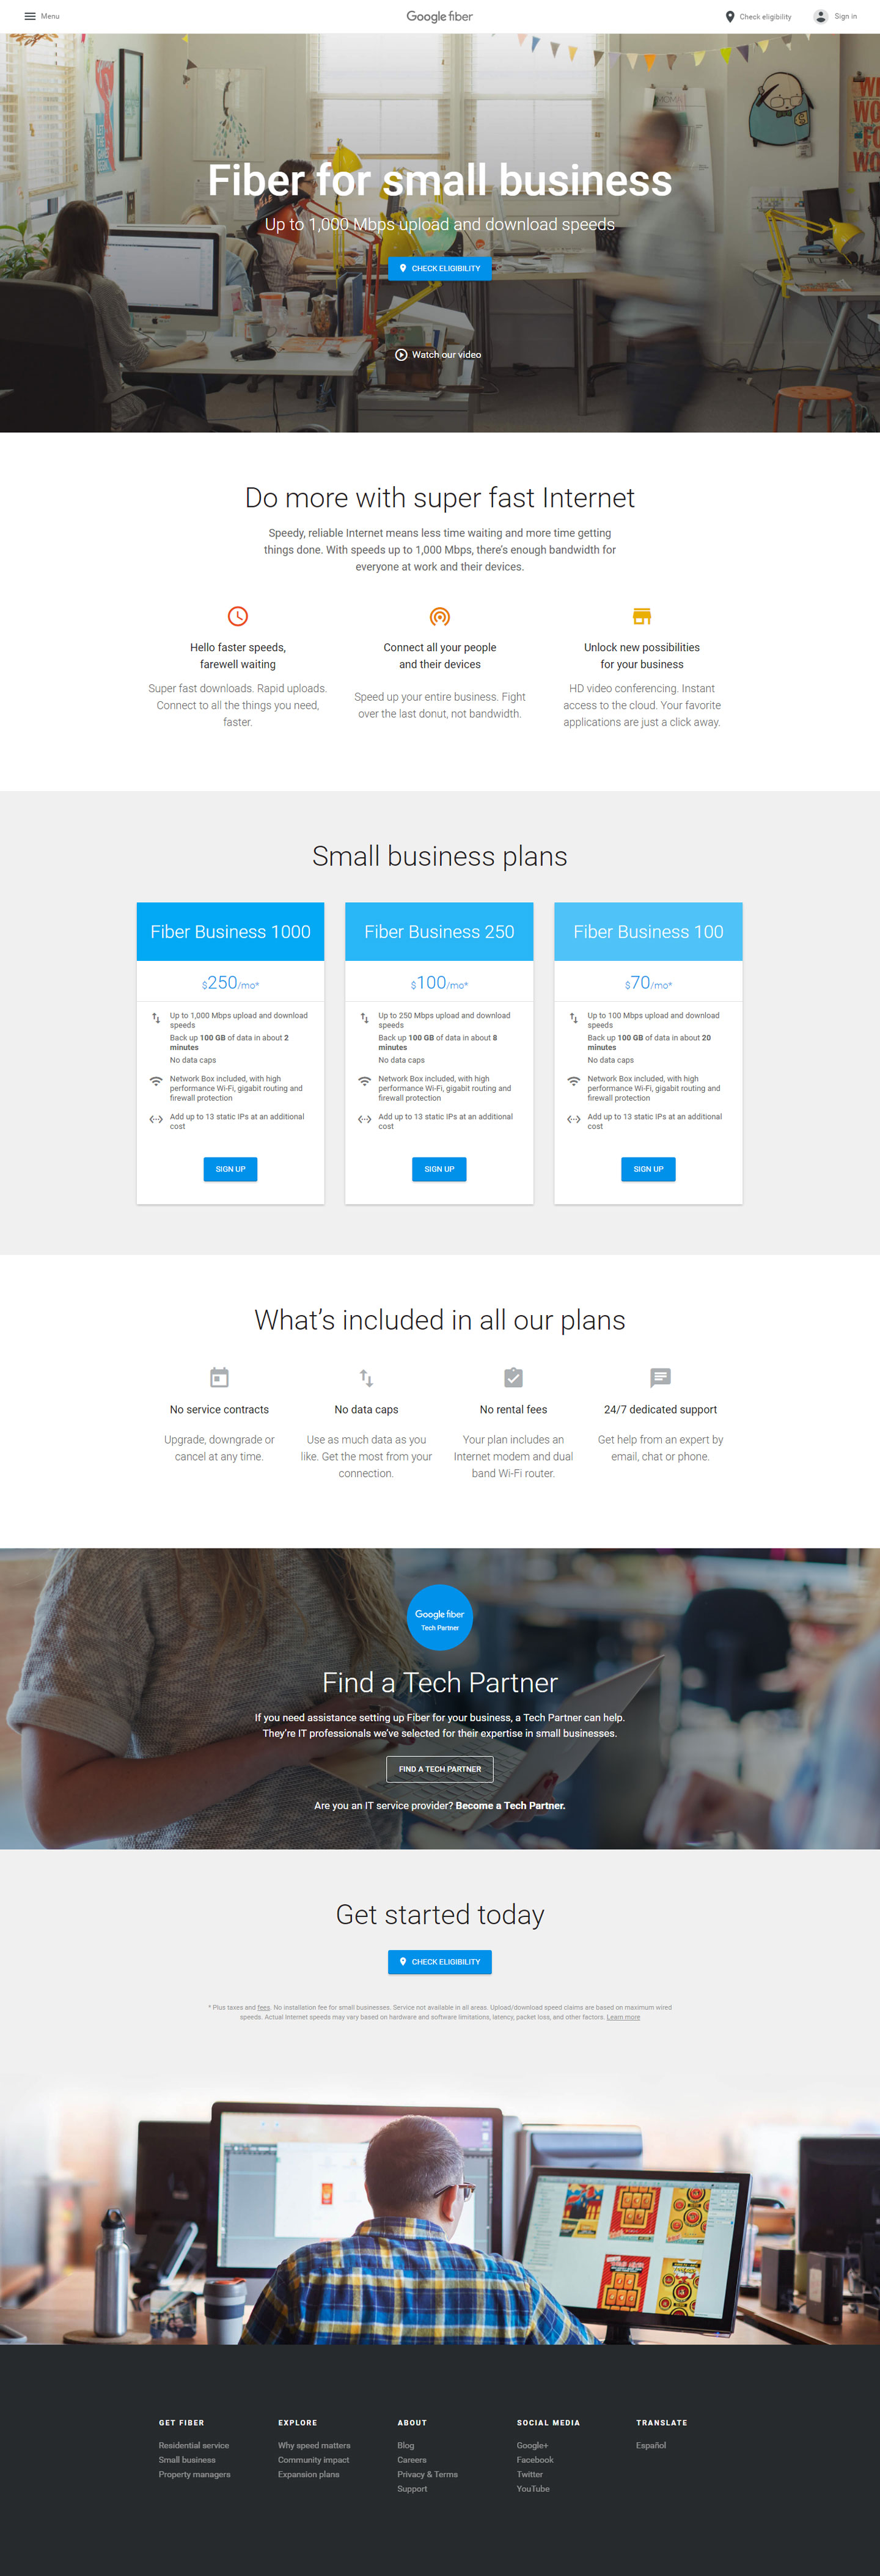 Menu
Google fiber
Check eligibility
Sign in
Fiber for small business
Up to 1,000 Mbps upload and download speeds
CHECK ELIGIBILITY
Watch our video
Do more with super fast Internet
Speedy, reliable Internet means less time waiting and more time getting
things done. With speeds up to 1,000 Mbps, there's enough bandwidth for
everyone at work and their devices.
Hello faster speeds,
farewell waiting
Super fast downloads. Rapid uploads.
Connect to all the things you need,
faster.
Connect all your people
and their devices
Speed up your entire business. Fight
over the last donut, not bandwidth.
Unlock new possibilities
for your business
HD video conferencing. Instant
access to the cloud. Your favorite
applications are just a click away.
Small business plans
Fiber Business 1000
$250/mo*
Up to 1,000 Mbps upload and download
speeds
Back up 100 GB of data in about 2
minutes
No data caps
Network Box included, with high
performance Wi-Fi, gigabit routing and
firewall protection
Add up to 13 static IPs at an additional
cost
SIGN UP
Fiber Business 250
$100/mo*
Up to 250 Mbps upload and download
speeds
Back up 100 GB of data in about 8
minutes
No data caps
Network Box included, with high
performance Wi-Fi, gigabit routing and
firewall protection
Add up to 13 static IPs at an additional
cost
SIGN UP
Fiber Business 100
$70/mo*
Up to 100 Mbps upload and download
speeds
Back up 100 GB of data in about 20
minutes
No data caps
Network Box included, with high
performance Wi-Fi, gigabit routing and
firewall protection
Add up to 13 static IPs at an additional
cost
SIGN UP
What's included in all our plans
No service contracts
Upgrade, downgrade or
cancel at any time.
No data caps
Use as much data as you
like. Get the most from your
connection.
No rental fees
Your plan includes an
Internet modem and dual
band Wi-Fi router.
24/7 dedicated support
Get help from an expert by
email, chat or phone.
Google fiber
Tech Partner
Find a Tech Partner
If you need assistance setting up Fiber for your business, a Tech Partner can help.
They're IT professionals we've selected for their expertise in small businesses.
FIND A TECH PARTNER
Are you an IT service provider? Become a Tech Partner.
Get started today
CHECK ELIGIBILITY
* Plus taxes and fees. No installation fee for small businesses. Service not available in all areas. Upload/download speed claims are based on maximum wired
speeds. Actual Internet speeds may vary based on hardware and software limitations, latency, packet loss, and other factors. Learn more
GET FIBER
Residential service
Small business
Property managers
EXPLORE
Why speed matters
Community impact
Expansion plans
ABOUT
Blog
Careers
Privacy & Terms
Support
SOCIAL MEDIA
Google+
Facebook
Twitter
YouTube
TRANSLATE
Español